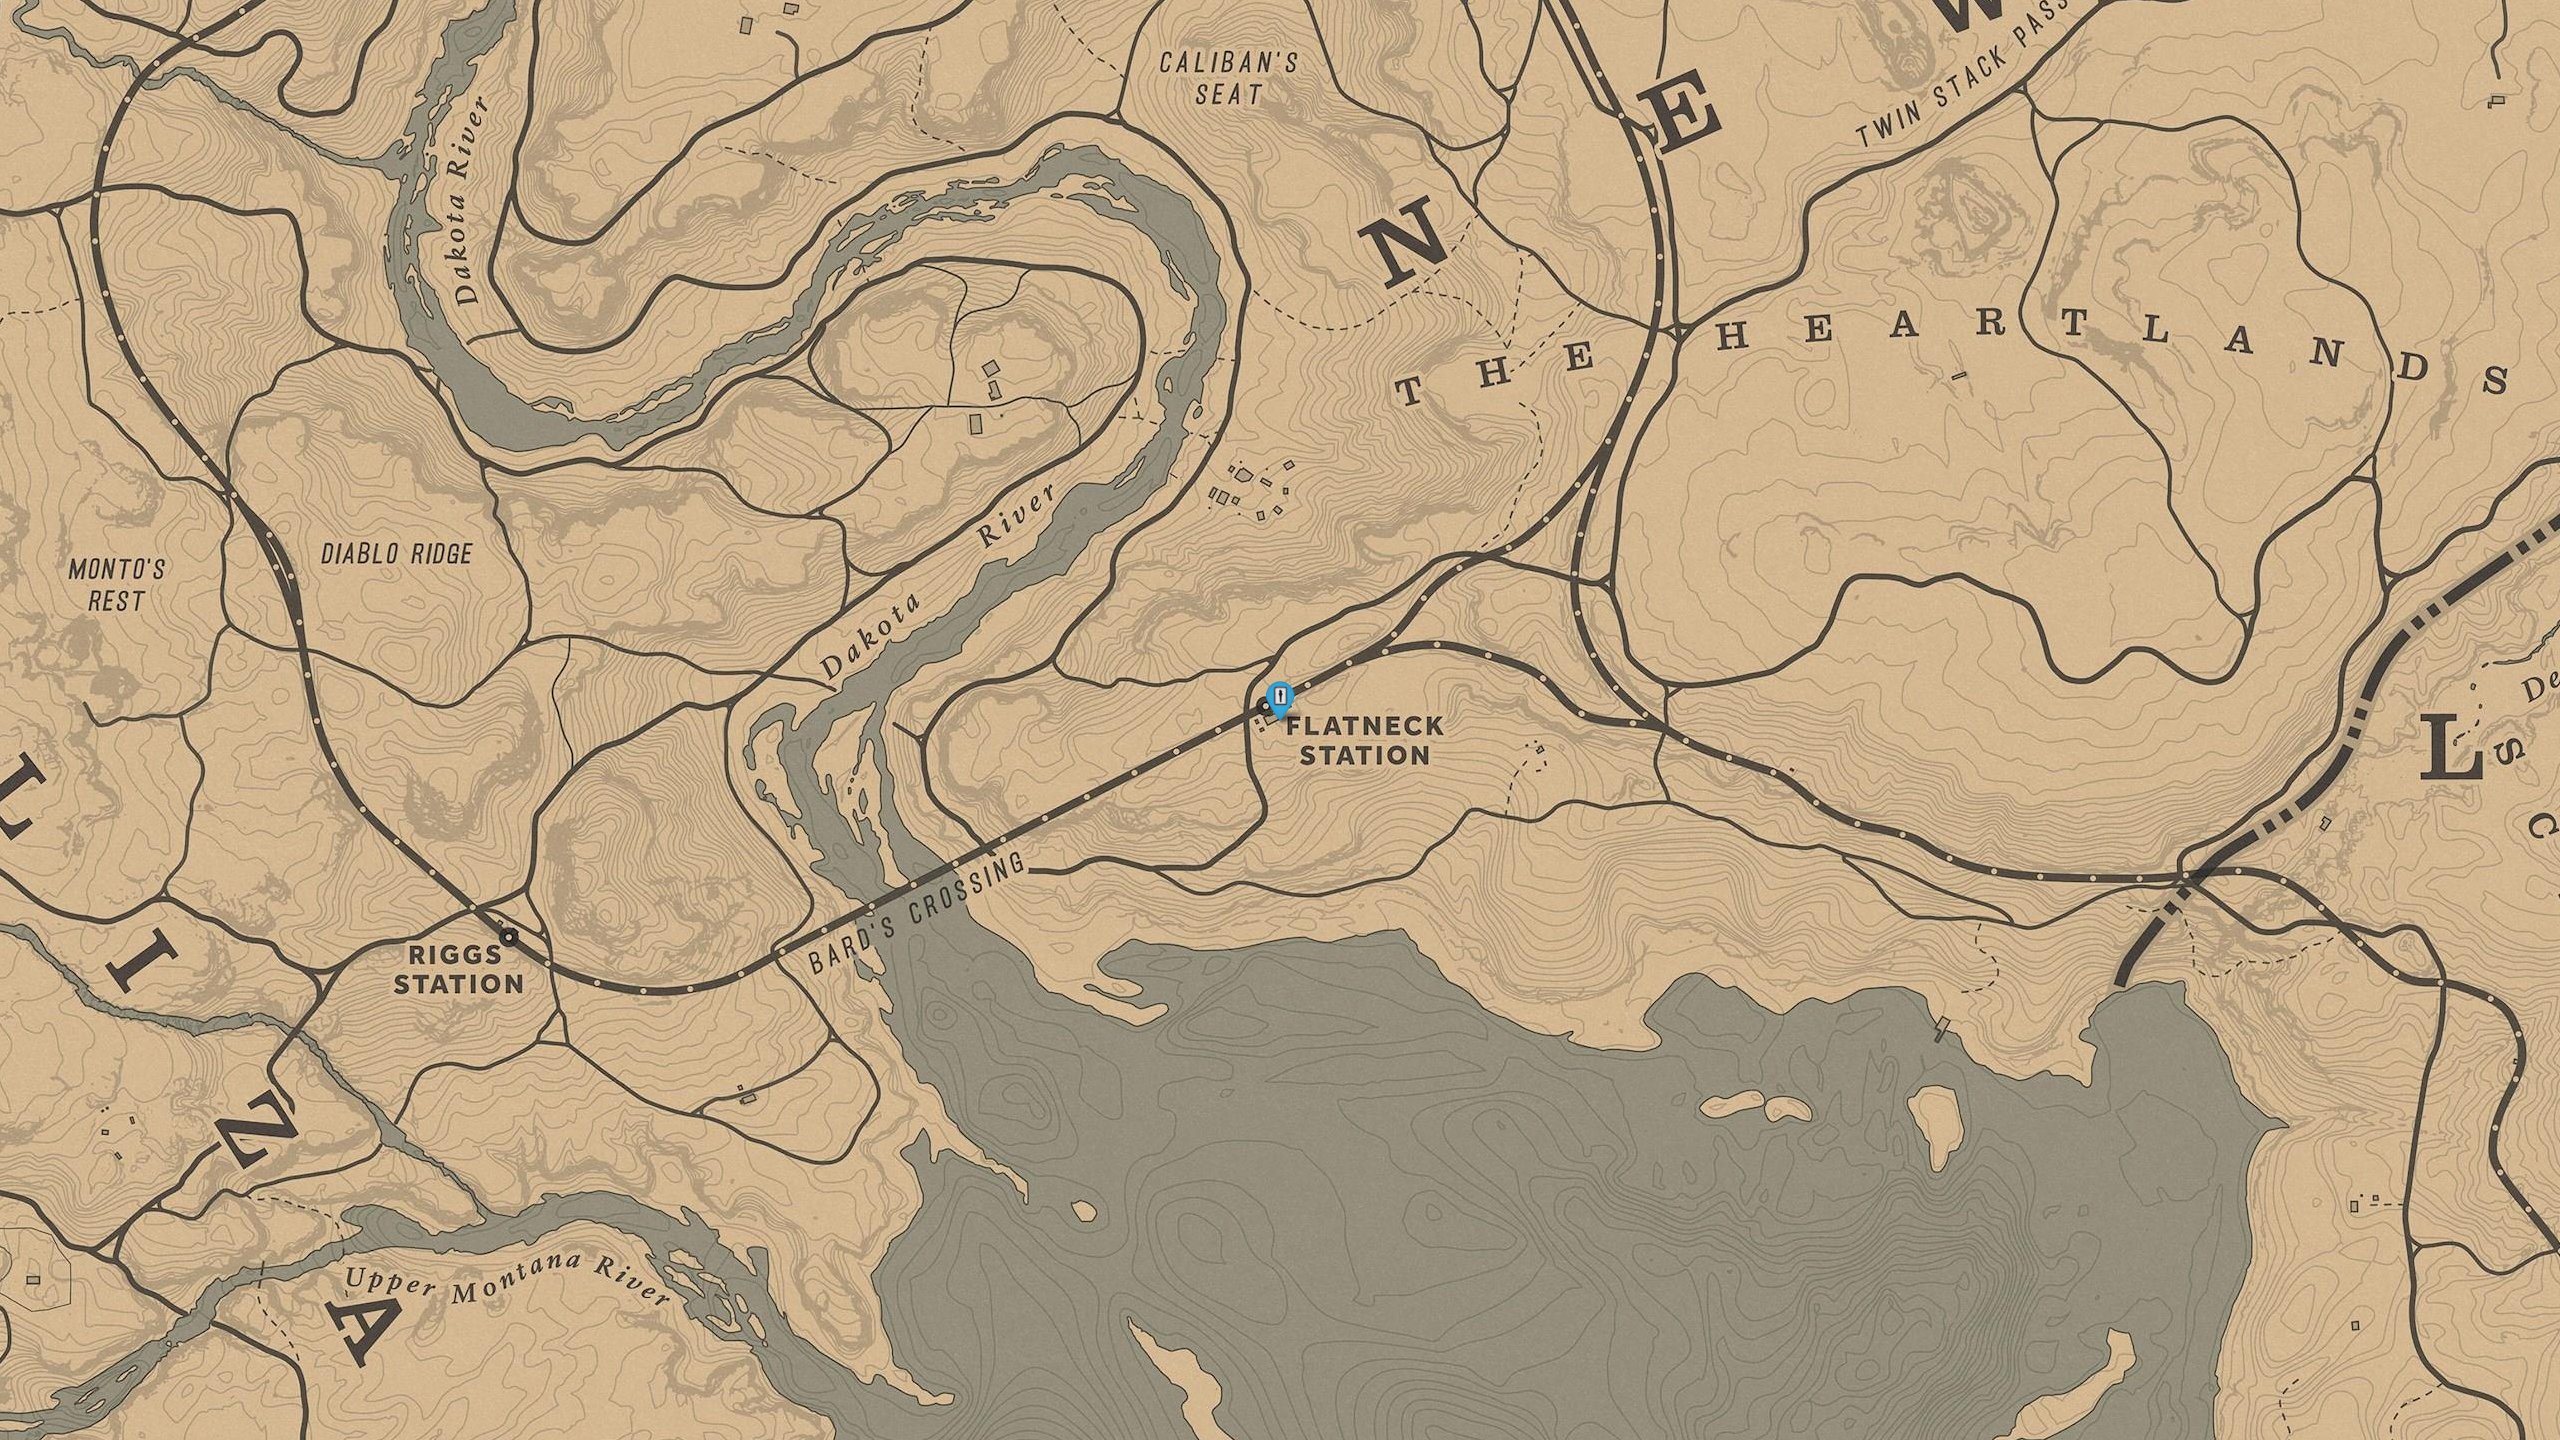 W
TWIN STACK PASS
CALIBAN'S
SEAT
E
Dakota River
N
THE HEARTLANDS
Dakota River
DIABLO RIDGE
MONTO'S
REST
FLATNECK
STATION
L
L
S
C
BARD'S CROSSING
RIGGS
STATION
I
N
Upper Montana River
A